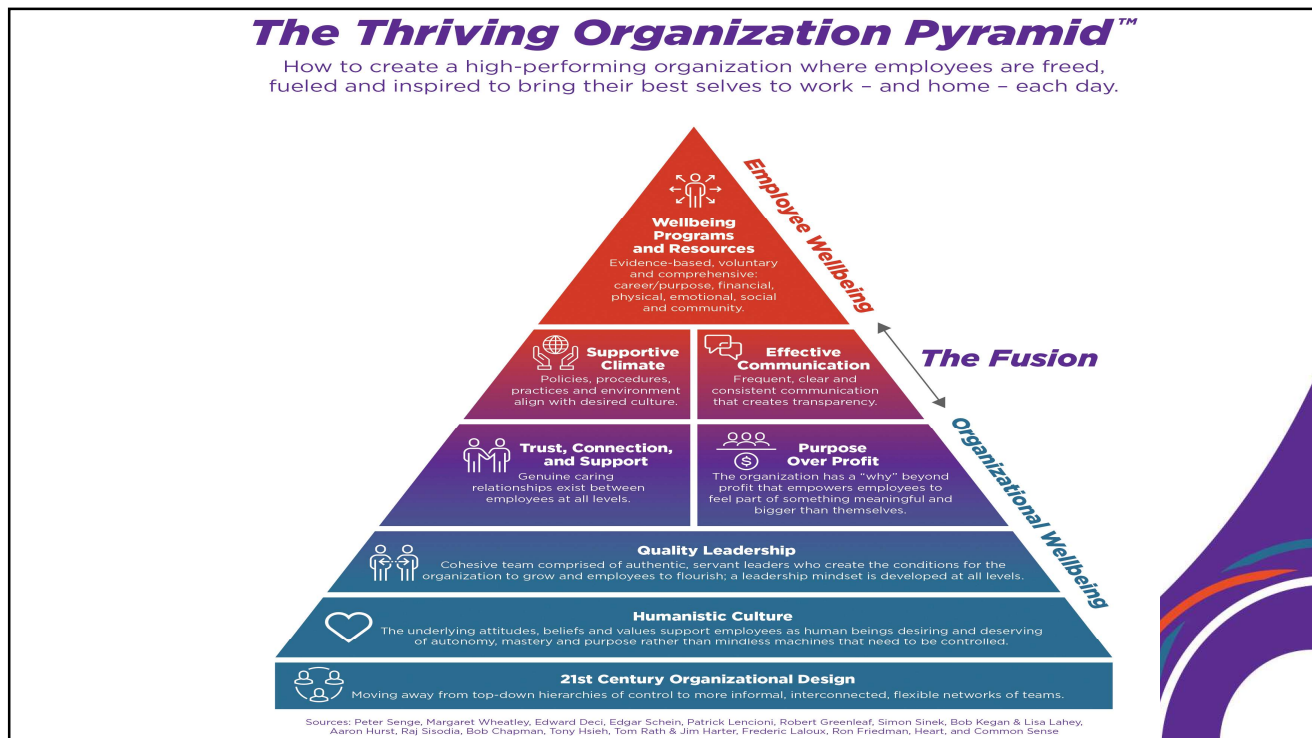 The Thriving Organization Pyramid™
How to create a high-performing organization where employees are freed,
fueled and inspired to bring their best selves to work – and home – each day.
Wellbeing
Programs
and Resources
Evidence-based, voluntary
and comprehensive:
career/purpose, financial,
physical, emotional, social
and community.
Employee Wellbeing
Supportive
Climate
Policies, procedures,
practices and environment
align with desired culture.
Effective
Communication
Frequent, clear and
consistent communication
that creates transparency.
The Fusion
Trust, Connection,
and Support
Genuine caring
relationships exist between
employees at all levels.
$
Purpose
Over Profit
The organization has a “why” beyond
profit that empowers employees to
feel part of something meaningful and
bigger than themselves.
Organizational Wellbeing
Quality Leadership
Cohesive team comprised of authentic, servant leaders who create the conditions for the
organization to grow and employees to flourish; a leadership mindset is developed at all levels.
Humanistic Culture
The underlying attitudes, beliefs and values support employees as human beings desiring and deserving
of autonomy, mastery and purpose rather than mindless machines that need to be controlled.
21st Century Organizational Design
Moving away from top-down hierarchies of control to more informal, interconnected, flexible networks of teams.
Sources: Peter Senge, Margaret Wheatley, Edward Deci, Edgar Schein, Patrick Lencioni, Robert Greenleaf, Simon Sinek, Bob Kegan & Lisa Lahey,
Aaron Hurst, Raj Sisodia, Bob Chapman, Tony Hsieh, Tom Rath & Jim Harter, Frederic Laloux, Ron Friedman, Heart, and Common Sense